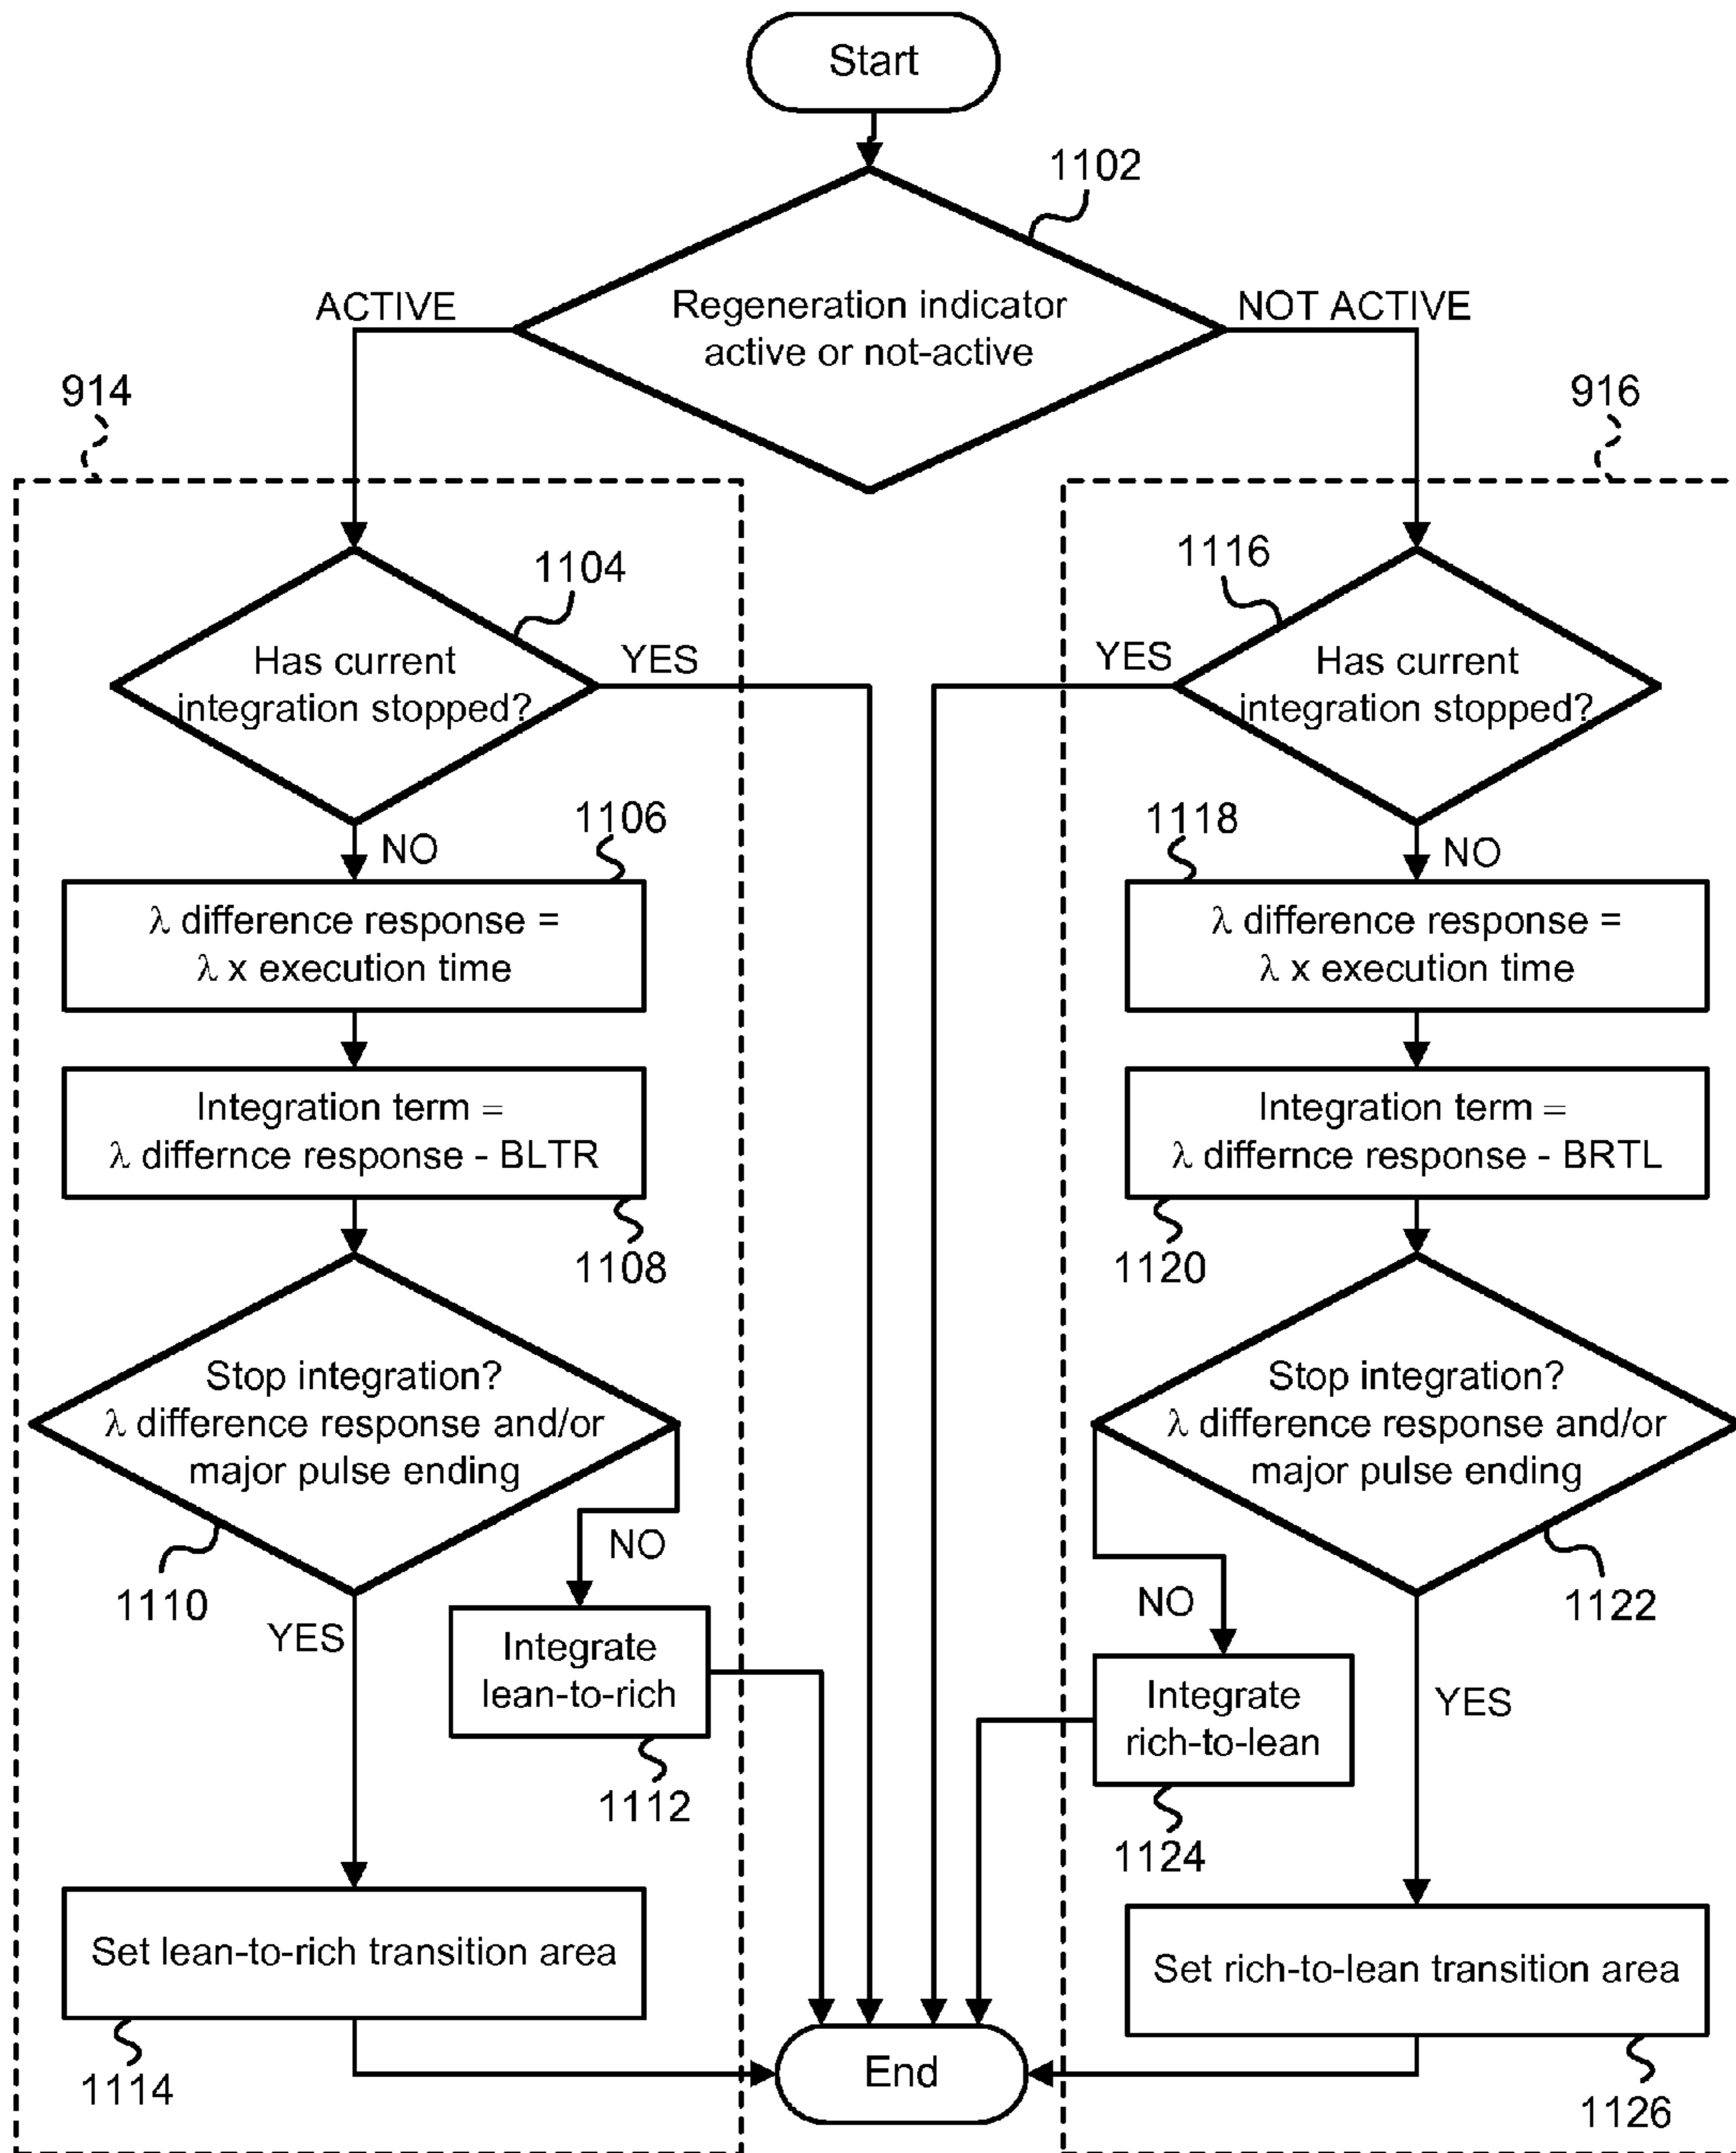 Start
1102
Regeneration indicator
active or not-active
ACTIVE
NOT ACTIVE
914
916
1104
Has current
integration stopped?
YES
1116
Has current
integration stopped?
YES
NO
1106
λ difference response =
λ x execution time
NO
1118
λ difference response =
λ x execution time
Integration term =
λ differnce response - BLTR
1108
Integration term =
λ differnce response - BRTL
1120
Stop integration?
λ difference response and/or
major pulse ending
1110
NO
YES
Stop integration?
λ difference response and/or
major pulse ending
1122
NO
YES
Integrate
lean-to-rich
1112
Integrate
rich-to-lean
1124
Set lean-to-rich transition area
1114
Set rich-to-lean transition area
1126
End